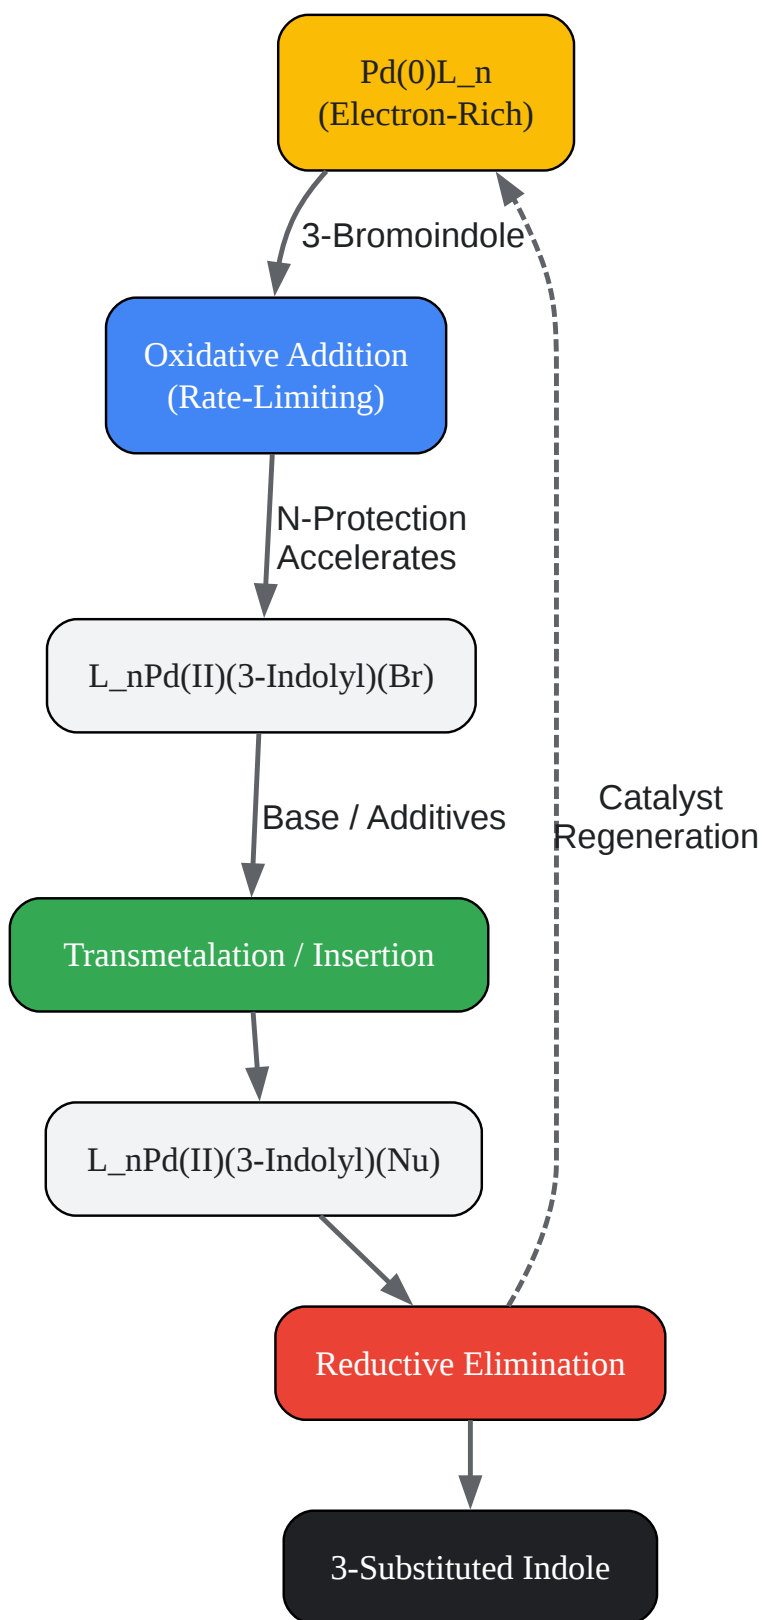 Pd(0)L_n
(Electron-Rich)
3-Bromoindole
Oxidative Addition
(Rate-Limiting)
N-Protection
Accelerates
L_nPd(II)(3-Indolyl)(Br)
Base / Additives
Catalyst
Regeneration
Transmetalation / Insertion
L_nPd(II)(3-Indolyl)(Nu)
Reductive Elimination
3-Substituted Indole